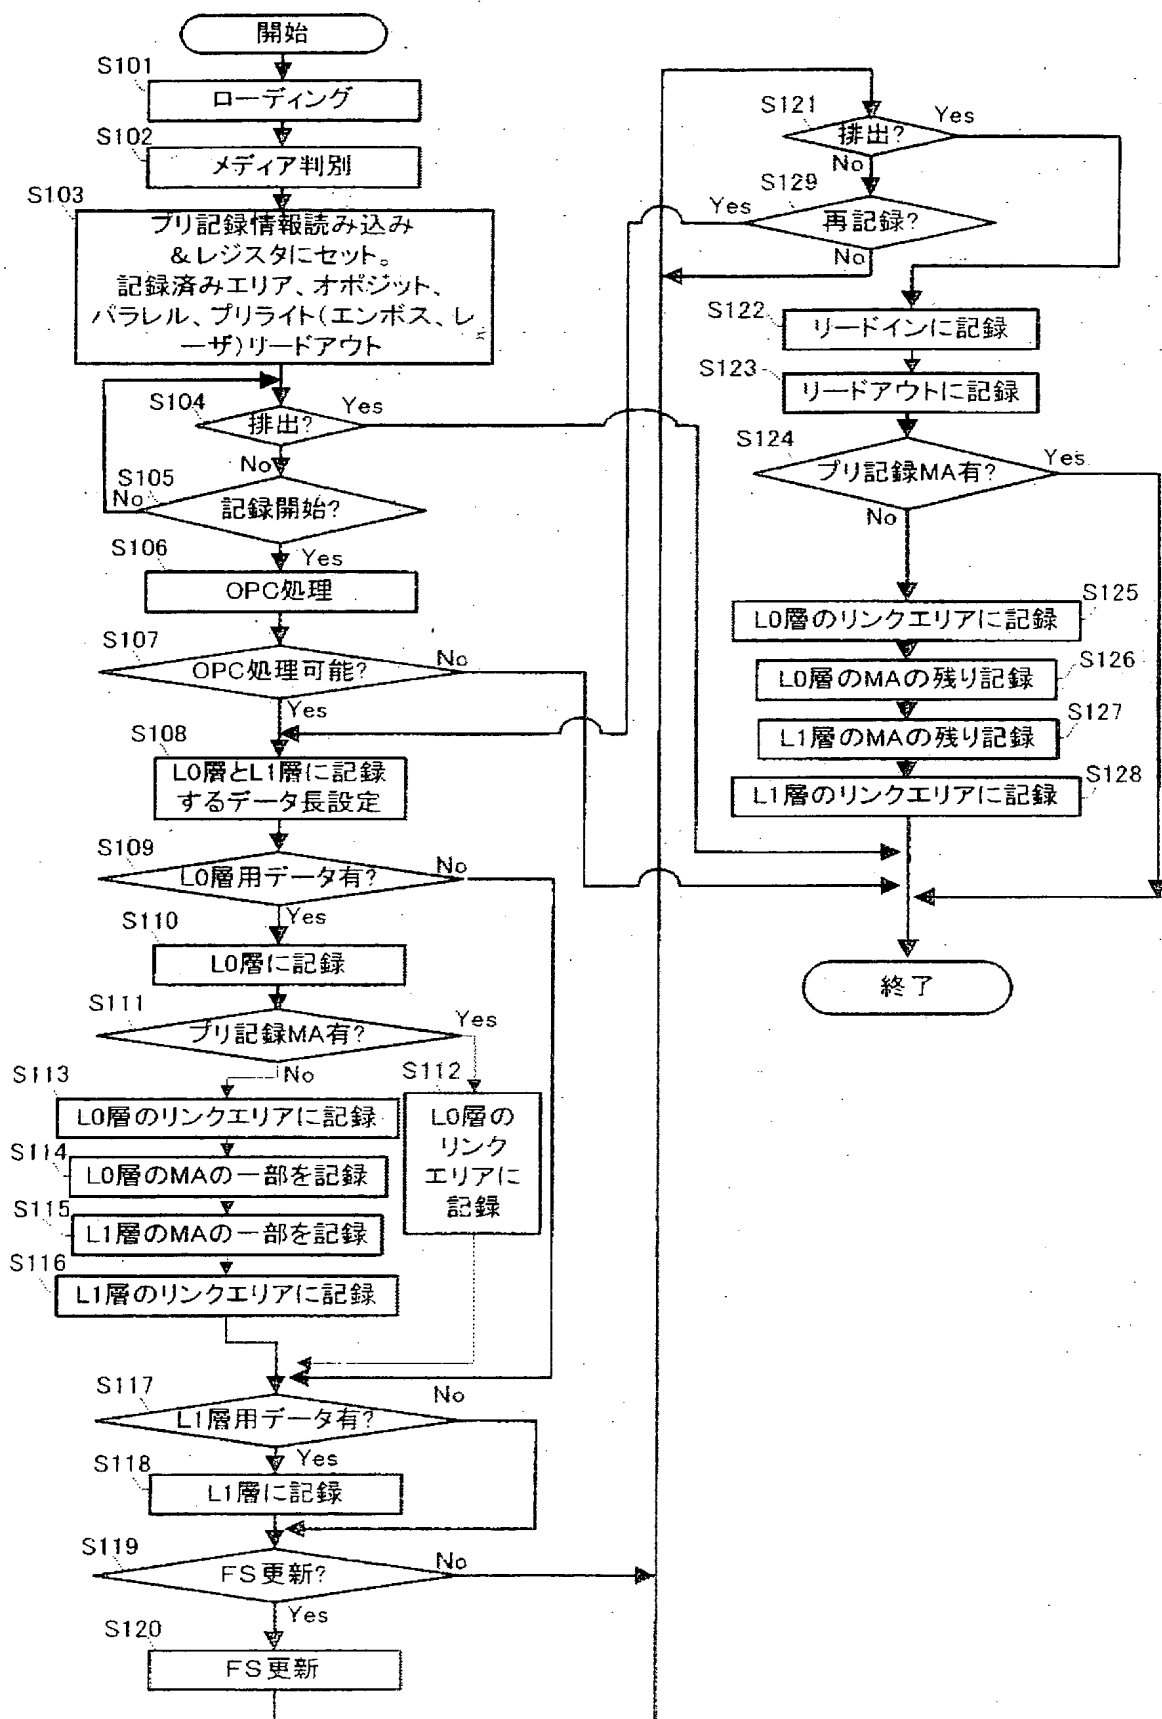 開始
S101
ローディング
S102
メディア判別
S103
プリ記録情報読み込み
&レジスタにセット。
記録済みエリア、オポジット、
パラレル、プリライト(エンボス、レ
ーザ)リードアウト
S104
排出?
Yes
No
S105
記録開始?
No
Yes
S106
OPC処理
S107
OPC処理可能?
No
Yes
S108
L0層とL1層に記録
するデータ長設定
S109
L0層用データ有?
No
Yes
S110
L0層に記録
S111
プリ記録MA有?
Yes
No
S112
L0層の
リンク
エリアに
記録
S113
L0層のリンクエリアに記録
S114
L0層のMAの一部を記録
S115
L1層のMAの一部を記録
S116
L1層のリンクエリアに記録
S117
L1層用データ有?
No
Yes
S118
L1層に記録
S119
FS更新?
No
Yes
S120
FS更新
S121
排出?
Yes
No
S129
再記録?
Yes
No
S122
リードインに記録
S123
リードアウトに記録
S124
プリ記録MA有?
Yes
No
S125
L0層のリンクエリアに記録
S126
L0層のMAの残り記録
S127
L1層のMAの残り記録
S128
L1層のリンクエリアに記録
終了